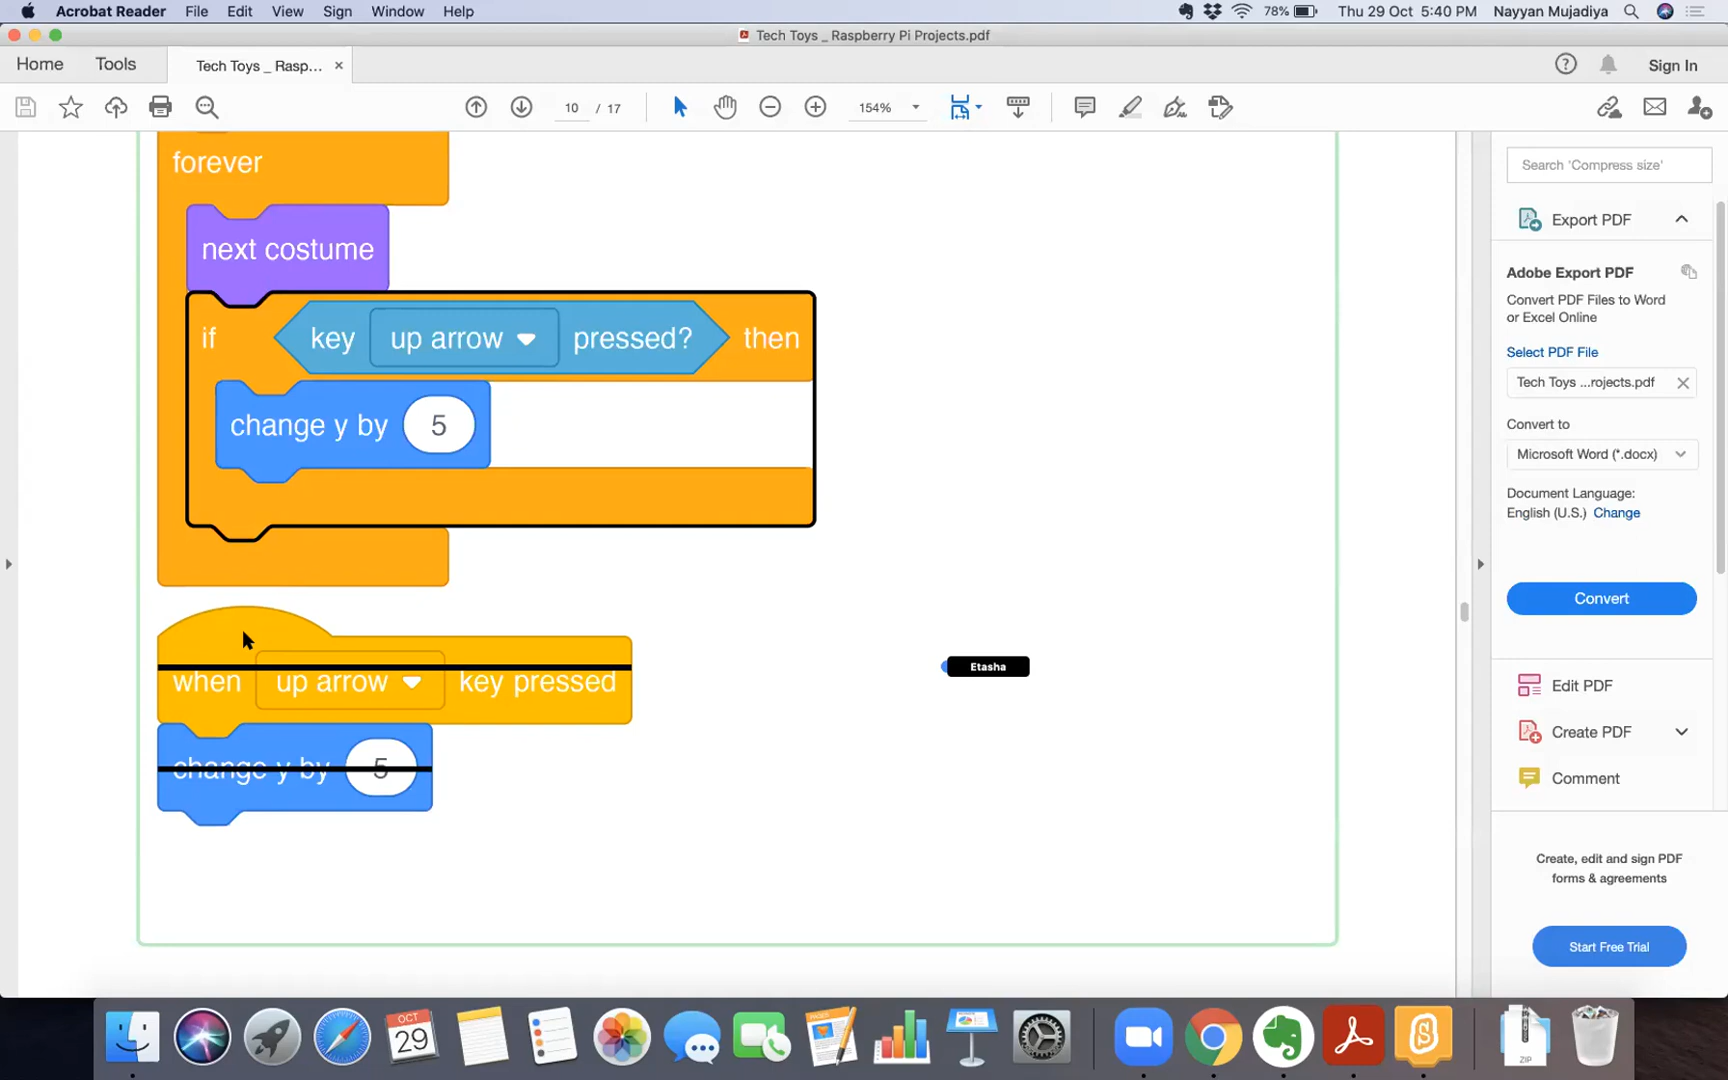 Acrobat Reader File Edit View Sign Window Help 78% Thu 29 Oct 5:40 PM Nayyan Mujadiya
Tech Toys _ Raspberry Pi Projects.pdf
Home Tools Tech Toys _ Rasp... × Sign In
10 / 17 154%
forever
next costume
if key up arrow pressed? then
change y by 5
when up arrow key pressed
change y by 5
Etasha
Search 'Compress size'
Export PDF
Adobe Export PDF
Convert PDF Files to Word
or Excel Online
Select PDF File
Tech Toys ...rojects.pdf
Convert to
Microsoft Word (*.docx)
Document Language:
English (U.S.) Change
Convert
Edit PDF
Create PDF
Comment
Create, edit and sign PDF
forms & agreements
Start Free Trial
OCT
29
ZIP